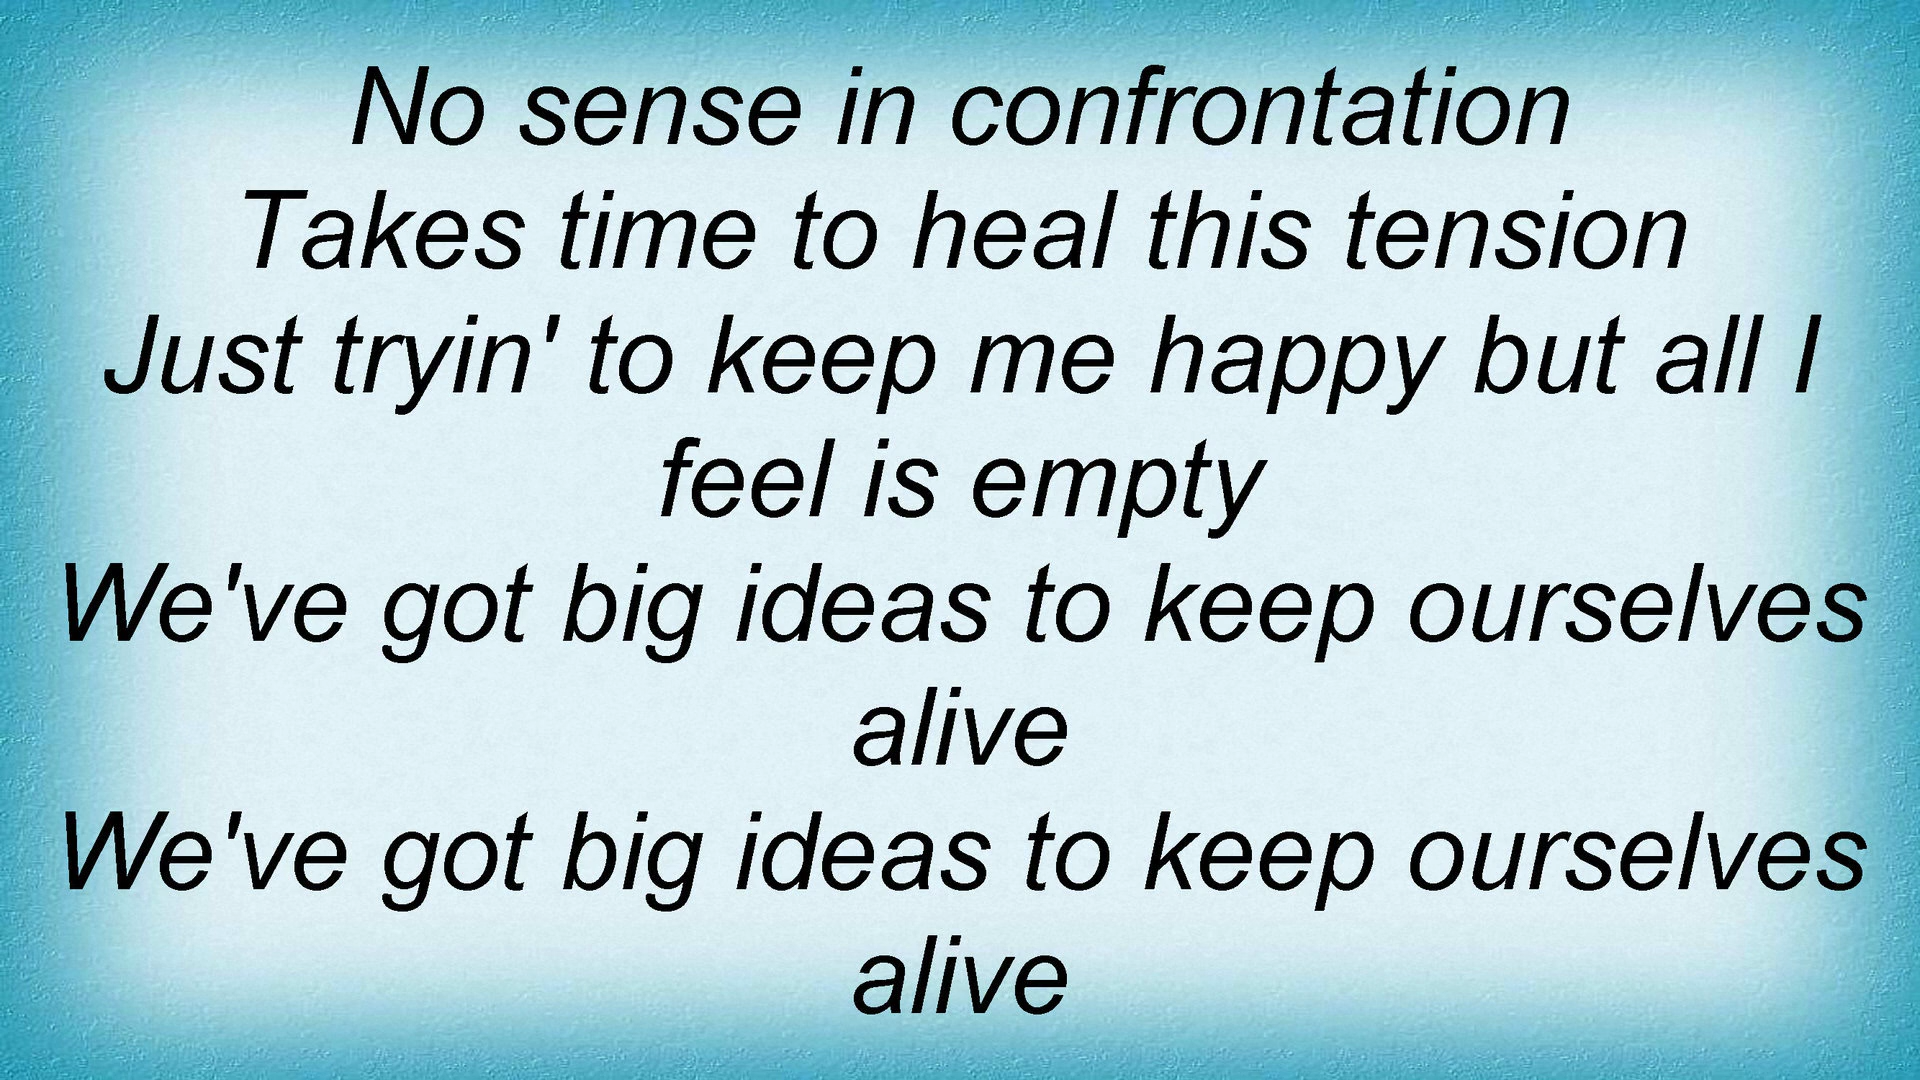 No sense in confrontation
Takes time to heal this tension
Just tryin' to keep me happy but all I
feel is empty
We've got big ideas to keep ourselves
alive
We've got big ideas to keep ourselves
alive